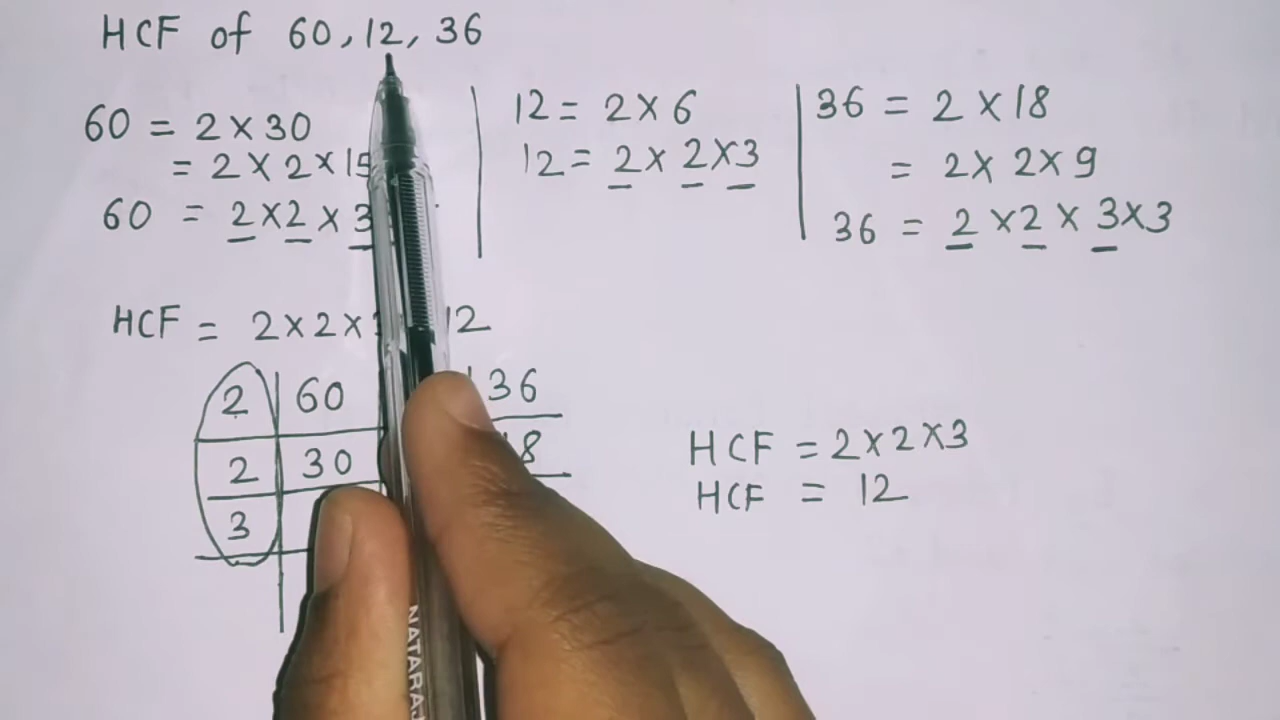 HCF of 60, 12, 36
60 = 2 × 30
= 2 × 2 × 15
60 = 2 × 2 × 3
12 = 2 × 6
12 = 2 × 2 × 3
36 = 2 × 18
= 2 × 2 × 9
36 = 2 × 2 × 3 × 3
HCF = 2 × 2 × 12
2 60 36
2 30 18
3
HCF = 2 × 2 × 3
HCF = 12
NATARAJ